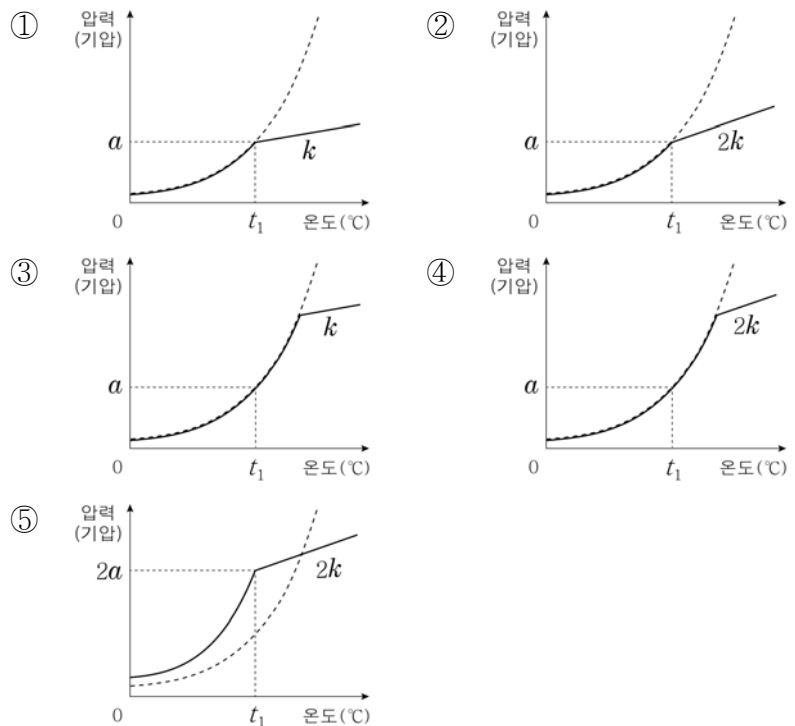 ① 압력 (기압) a k 0 t₁ 온도(℃)
② 압력 (기압) a 2k 0 t₁ 온도(℃)
③ 압력 (기압) a k 0 t₁ 온도(℃)
④ 압력 (기압) a 2k 0 t₁ 온도(℃)
⑤ 압력 (기압) 2a 2k 0 t₁ 온도(℃)